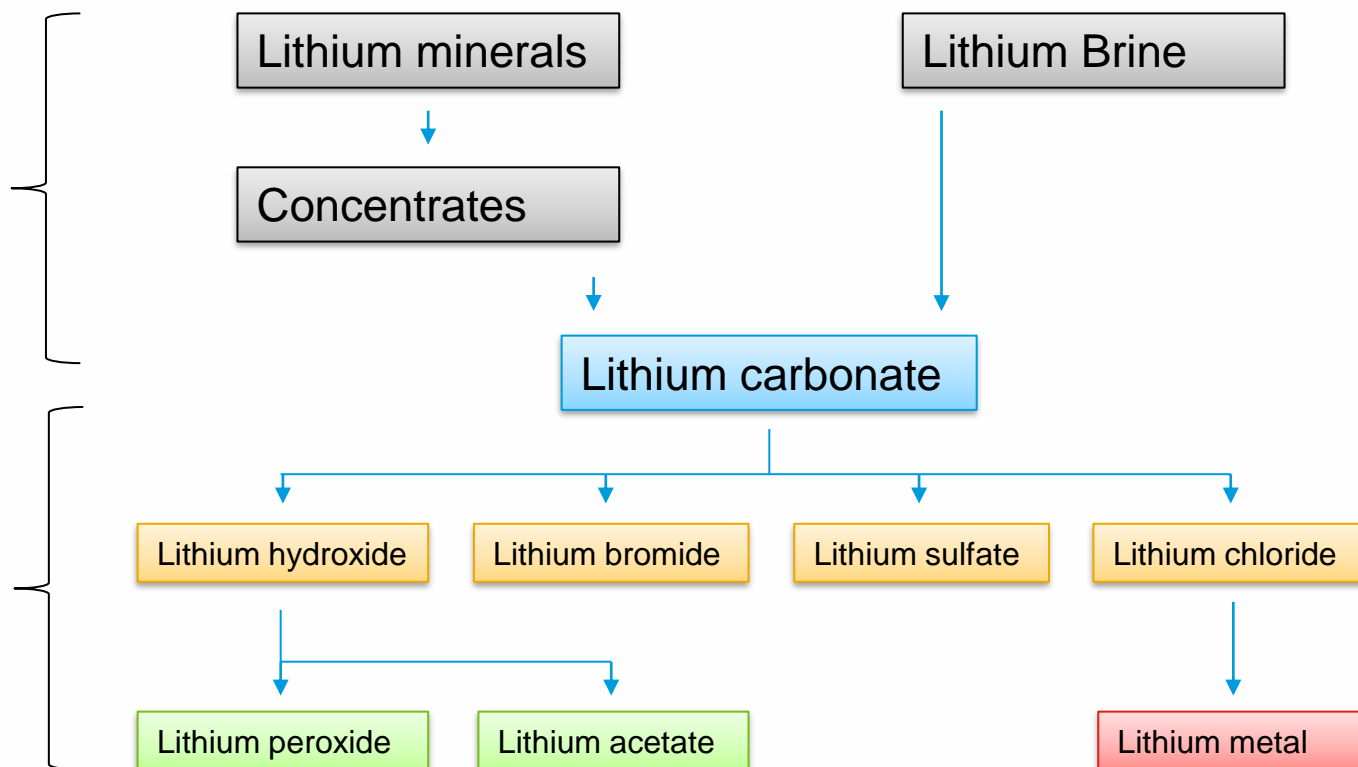 Lithium minerals
Lithium Brine
Concentrates
Lithium carbonate
Lithium hydroxide
Lithium bromide
Lithium sulfate
Lithium chloride
Lithium peroxide
Lithium acetate
Lithium metal